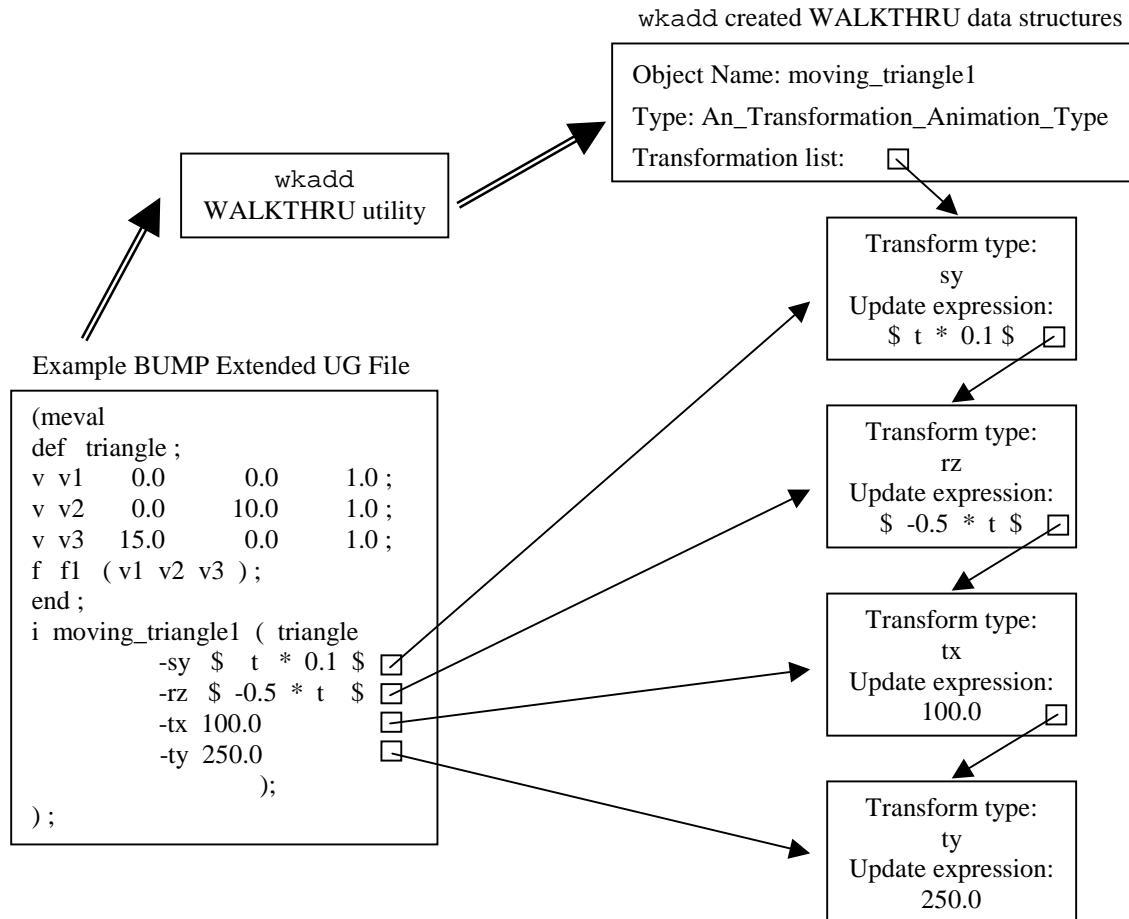 wkadd created WALKTHRU data structures
Object Name: moving_triangle1
Type: An_Transformation_Animation_Type
Transformation list:
wkadd
WALKTHRU utility
Transform type:
sy
Update expression:
$ t * 0.1 $
Example BUMP Extended UG File
(meval
def triangle ;
v v1 0.0 0.0 1.0 ;
v v2 0.0 10.0 1.0 ;
v v3 15.0 0.0 1.0 ;
f f1 ( v1 v2 v3 ) ;
end ;
i moving_triangle1 ( triangle
-sy $ t * 0.1 $
-rz $ -0.5 * t $
-tx 100.0
-ty 250.0
);
) ;
Transform type:
rz
Update expression:
$ -0.5 * t $
Transform type:
tx
Update expression:
100.0
Transform type:
ty
Update expression:
250.0